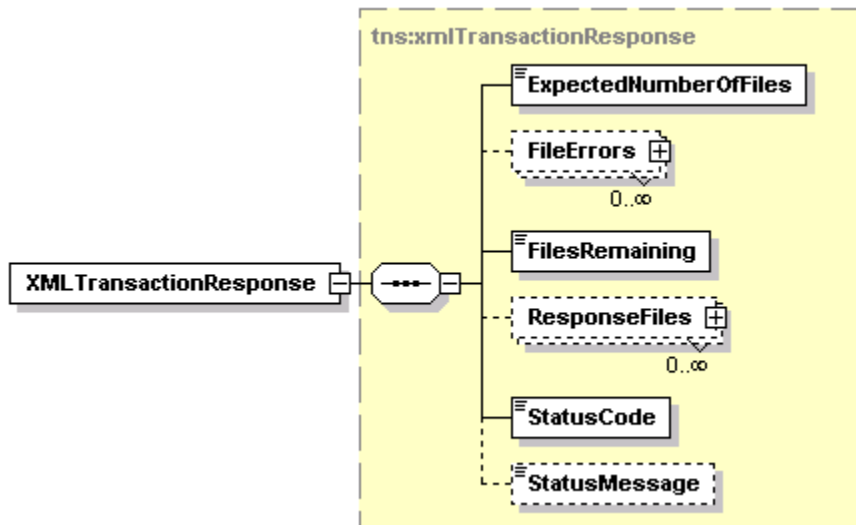 tns:xmlTransactionResponse
ExpectedNumberOfFiles
FileErrors
0..∞
FilesRemaining
XMLTransactionResponse
ResponseFiles
0..∞
StatusCode
StatusMessage